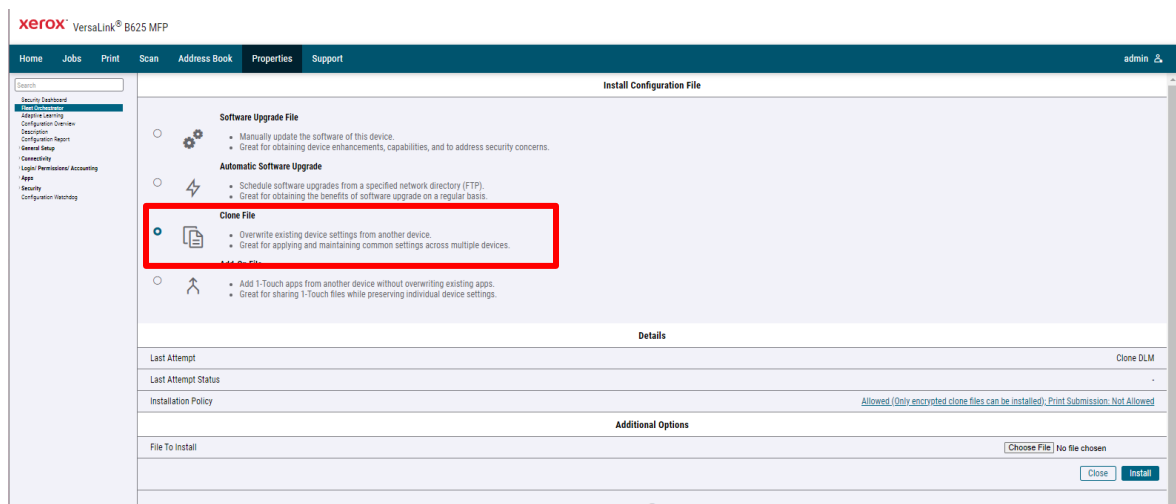 xerox™ VersaLink® B625 MFP
Home Jobs Print Scan Address Book Properties Support admin
Search
Install Configuration File
Security Dashboard
Fleet Orchestrator
Adaptive Learning
Configuration Overview
Description
Configuration Report
General Setup
Connectivity
Login/ Permissions/ Accounting
Apps
Security
Configuration Watchdog
Software Upgrade File
Manually update the software of this device.
Great for obtaining device enhancements, capabilities, and to address security concerns.
Automatic Software Upgrade
Schedule software upgrades from a specified network directory (FTP).
Great for obtaining the benefits of software upgrade on a regular basis.
Clone File
Overwrite existing device settings from another device.
Great for applying and maintaining common settings across multiple devices.
Add-On File
Add 1-Touch apps from another device without overwriting existing apps.
Great for sharing 1-Touch files while preserving individual device settings.
Details
Last Attempt Clone DLM
Last Attempt Status -
Installation Policy Allowed (Only encrypted clone files can be installed); Print Submission: Not Allowed
Additional Options
File To Install Choose File No file chosen
Close Install